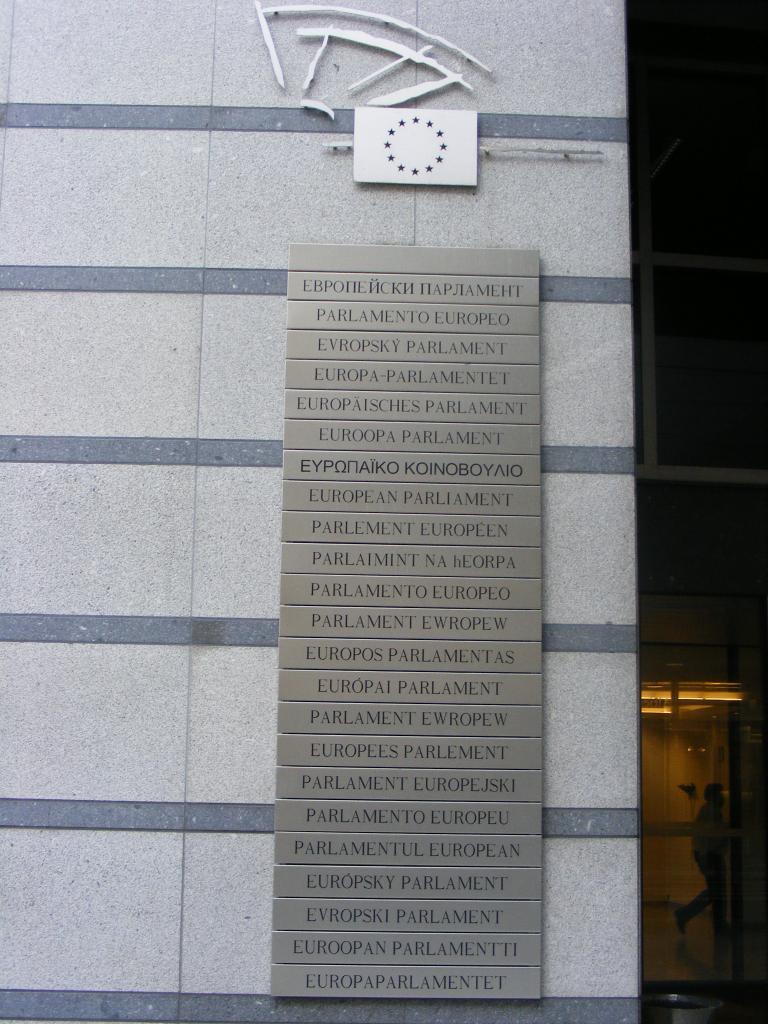 ЕВРОПЕЙСКИ ПАРЛАМЕНТ
PARLAMENTO EUROPEO
EVROPSKÝ PARLAMENT
EUROPA-PARLAMENTET
EUROPÄISCHES PARLAMENT
EUROOPA PARLAMENT
ΕΥΡΩΠΑΪΚΟ ΚΟΙΝΟΒΟΥΛΙΟ
EUROPEAN PARLIAMENT
PARLEMENT EUROPÉEN
PARLAIMINT NA hEORPA
PARLAMENTO EUROPEO
PARLAMENT EWROPEW
EUROPOS PARLAMENTAS
EURÓPAI PARLAMENT
PARLAMENT EWROPEW
EUROPEES PARLEMENT
PARLAMENT EUROPEJSKI
PARLAMENTO EUROPEU
PARLAMENTUL EUROPEAN
EURÓPSKY PARLAMENT
EVROPSKI PARLAMENT
EUROOPAN PARLAMENTTI
EUROPAPARLAMENTET